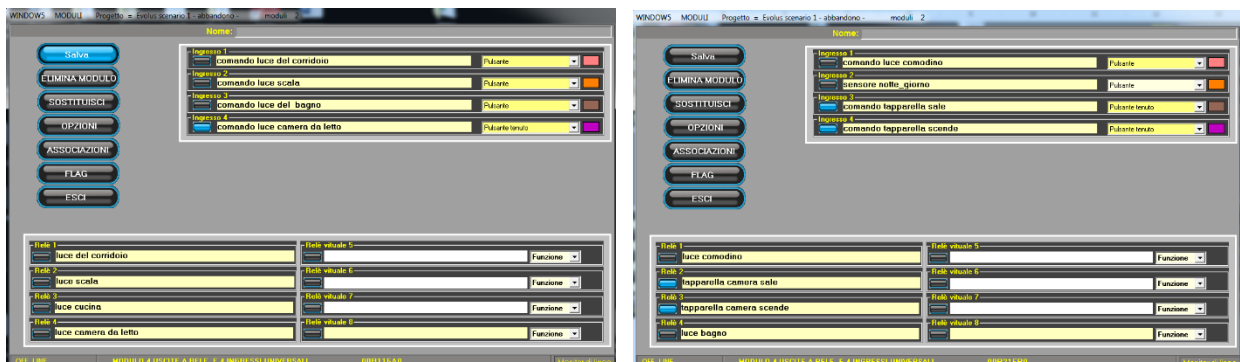 WINDOWS MODULI Progetto = Evolus scenario 1 - abbandono - moduli 2
Nome:
Salva
ELIMINA MODULO
SOSTITUISCI
OPZIONI
ASSOCIAZIONI
FLAG
ESCI
Ingresso 1
comando luce del corridoio Pulsante
Ingresso 2
comando luce scala Pulsante
Ingresso 3
comando luce del bagno Pulsante
Ingresso 4
comando luce camera da letto Pulsante tenuto
Relè 1
luce del corridoio
Relè 2
luce scala
Relè 3
luce cucina
Relè 4
luce camera da letto
Relè vituale 5
Funzione
Relè vituale 6
Funzione
Relè vituale 7
Funzione
Relè vituale 8
Funzione
OFF LINE MODULO 4 USCITE A RELE E 4 INGRESSI UNIVERSALI
WINDOWS MODULI Progetto = Evolus scenario 1 - abbandono - moduli 2
Nome:
Salva
ELIMINA MODULO
SOSTITUISCI
OPZIONI
ASSOCIAZIONI
FLAG
ESCI
Ingresso 1
comando luce comodino Pulsante
Ingresso 2
sensore notte_giorno Pulsante
Ingresso 3
comando tapparella sale Pulsante tenuto
Ingresso 4
comando tapparella scende Pulsante tenuto
Relè 1
luce comodino
Relè 2
tapparella camera sale
Relè 3
tapparella camera scende
Relè 4
luce bagno
Relè vituale 5
Funzione
Relè vituale 6
Funzione
Relè vituale 7
Funzione
Relè vituale 8
Funzione
OFF LINE MODULO 4 USCITE A RELE E 4 INGRESSI UNIVERSALI